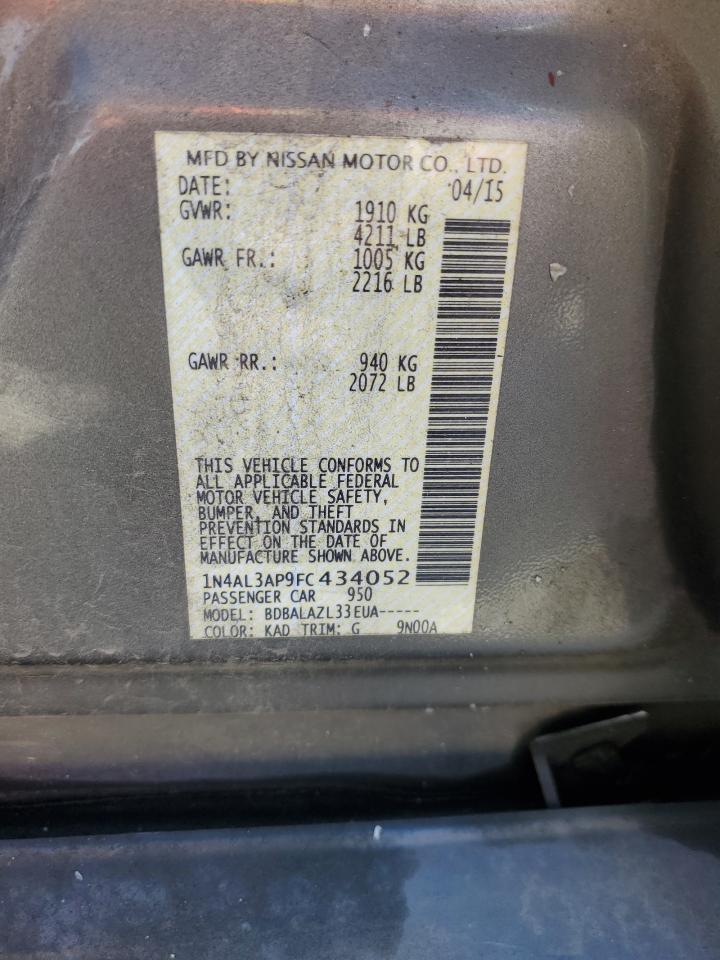 MFD BY NISSAN MOTOR CO., LTD.
DATE: 04/15
GVWR: 1910 KG
4211 LB
GAWR FR.: 1005 KG
2216 LB
GAWR RR.: 940 KG
2072 LB
THIS VEHICLE CONFORMS TO
ALL APPLICABLE FEDERAL
MOTOR VEHICLE SAFETY,
BUMPER, AND THEFT
PREVENTION STANDARDS IN
EFFECT ON THE DATE OF
MANUFACTURE SHOWN ABOVE.
1N4AL3AP9FC434052
PASSENGER CAR 950
MODEL: BDBALAZL33EUA-----
COLOR: KAD TRIM: G 9N00A